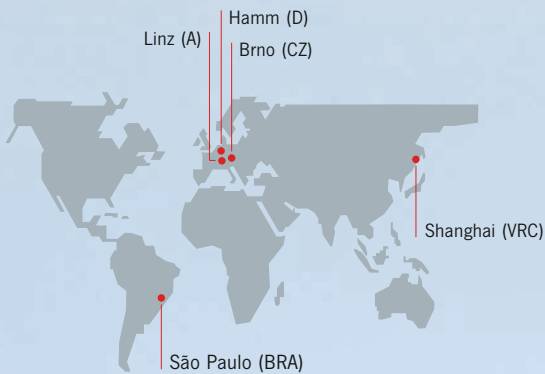 Hamm (D)
Linz (A)
Brno (CZ)
Shanghai (VRC)
São Paulo (BRA)